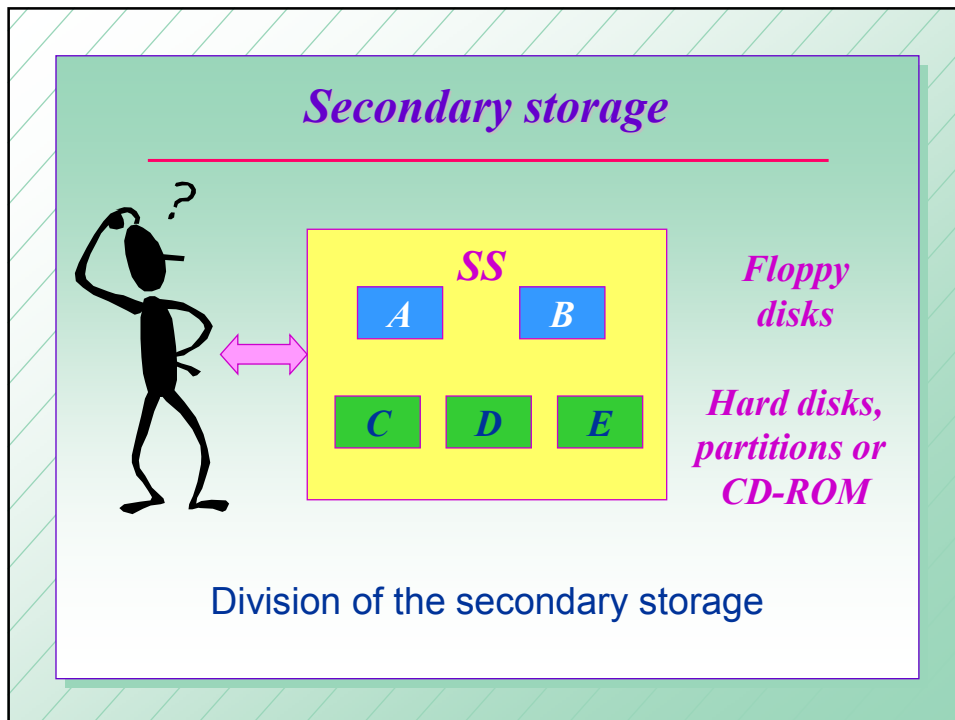 Secondary storage
?
SS
A B
Floppy
disks
C D E
Hard disks,
partitions or
CD-ROM
Division of the secondary storage